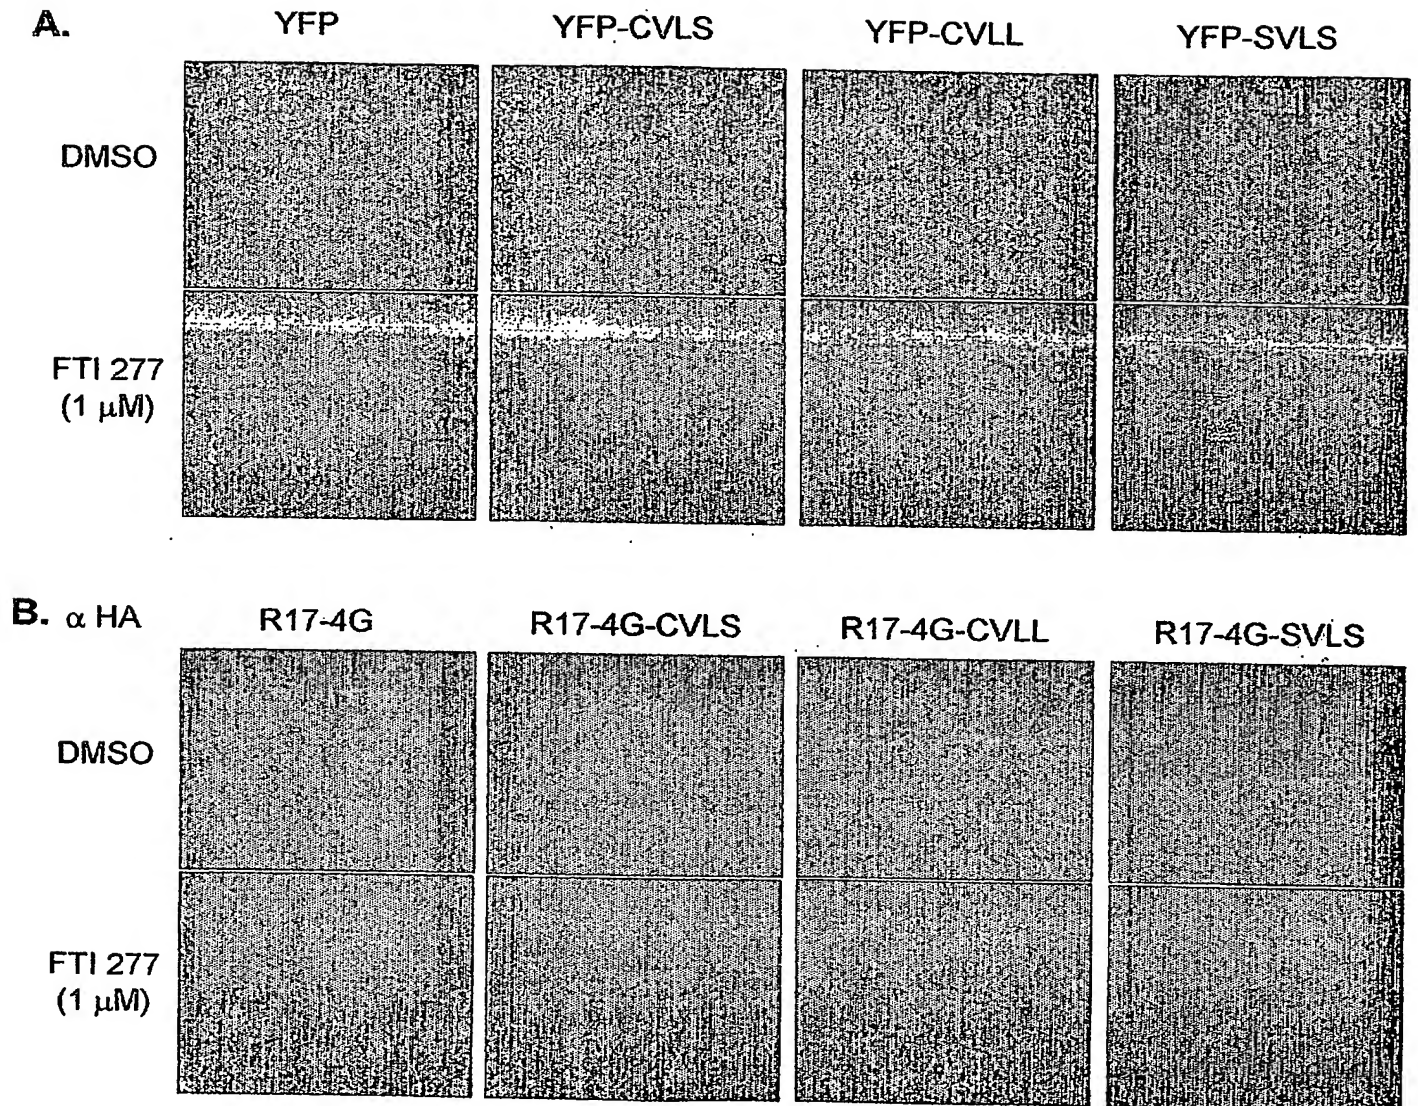 A. YFP YFP-CVLS YFP-CVLL YFP-SVLS
DMSO
FTI 277
(1 μM)
B. α HA R17-4G R17-4G-CVLS R17-4G-CVLL R17-4G-SVLS
DMSO
FTI 277
(1 μM)